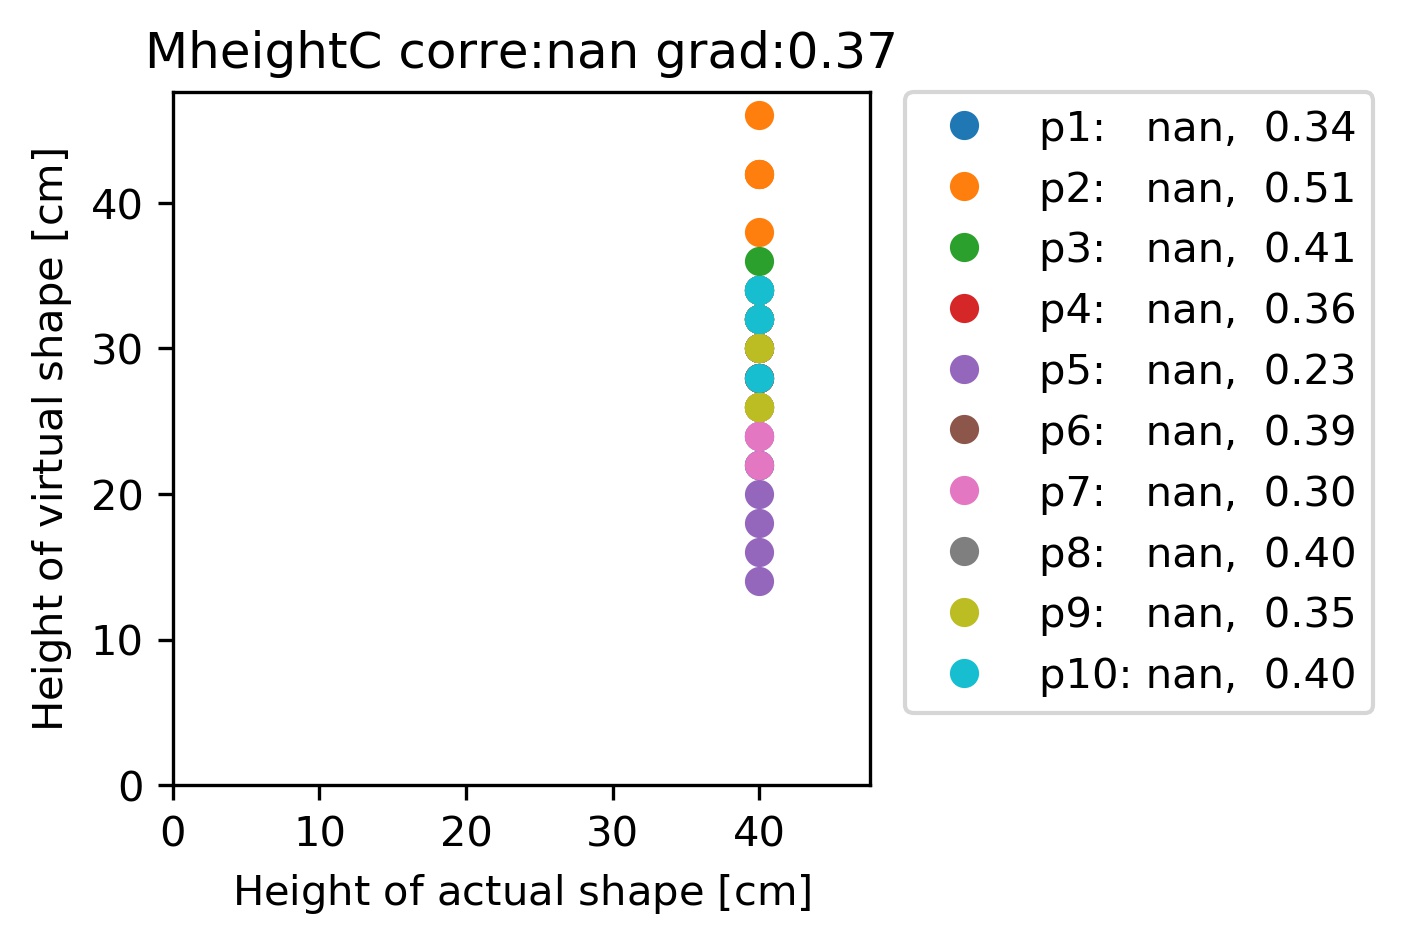 MheightC corre:nan grad:0.37
Height of virtual shape [cm]
40
30
20
10
0
0 10 20 30 40
Height of actual shape [cm]
p1: nan, 0.34
p2: nan, 0.51
p3: nan, 0.41
p4: nan, 0.36
p5: nan, 0.23
p6: nan, 0.39
p7: nan, 0.30
p8: nan, 0.40
p9: nan, 0.35
p10: nan, 0.40